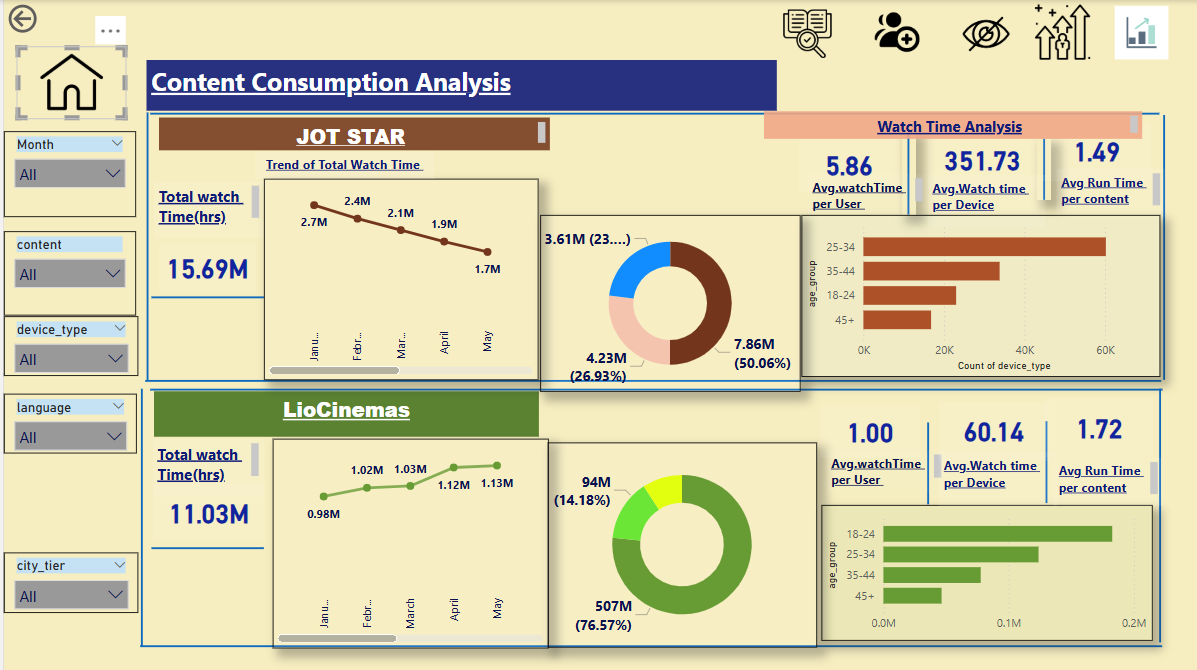 ...
Content Consumption Analysis
Month
All
content
All
device_type
All
language
All
city_tier
All
JOT STAR
Trend of Total Watch Time
Total watch
Time(hrs)
15.69M
2.7M
2.4M
2.1M
1.9M
1.7M
Janu...
Febr...
Mar...
April
May
3.61M (23....)
4.23M
(26.93%)
7.86M
(50.06%)
Watch Time Analysis
5.86
Avg.watchTime
per User
351.73
Avg.Watch time
per Device
1.49
Avg Run Time
per content
age_group
25-34
35-44
18-24
45+
0K
20K
40K
60K
Count of device_type
LioCinemas
Total watch
Time(hrs)
11.03M
0.98M
1.02M
1.03M
1.12M
1.13M
Janu...
Febr...
March
April
May
94M
(14.18%)
507M
(76.57%)
1.00
Avg.watchTime
per User
60.14
Avg.Watch time
per Device
1.72
Avg Run Time
per content
age_group
18-24
25-34
35-44
45+
0.0M
0.1M
0.2M